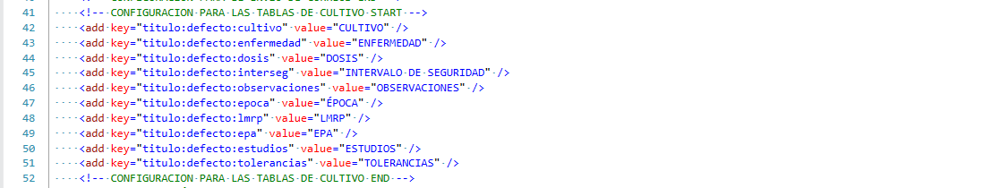 41 <!-- CONFIGURACION PARA LAS TABLAS DE CULTIVO START -->
42 <add key="titulo:defecto:cultivo" value="CULTIVO" />
43 <add key="titulo:defecto:enfermedad" value="ENFERMEDAD" />
44 <add key="titulo:defecto:dosis" value="DOSIS" />
45 <add key="titulo:defecto:interseg" value="INTERVALO DE SEGURIDAD" />
46 <add key="titulo:defecto:observaciones" value="OBSERVACIONES" />
47 <add key="titulo:defecto:epoca" value="ÉPOCA" />
48 <add key="titulo:defecto:lmrp" value="LMRP" />
49 <add key="titulo:defecto:epa" value="EPA" />
50 <add key="titulo:defecto:estudios" value="ESTUDIOS" />
51 <add key="titulo:defecto:tolerancias" value="TOLERANCIAS" />
52 <!-- CONFIGURACION PARA LAS TABLAS DE CULTIVO END -->